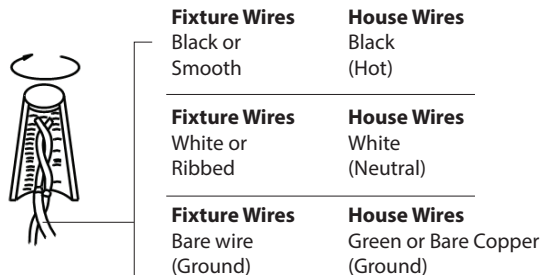 Fixture Wires House Wires
Black or Black
Smooth (Hot)
Fixture Wires House Wires
White or White
Ribbed (Neutral)
Fixture Wires House Wires
Bare wire Green or Bare Copper
(Ground) (Ground)